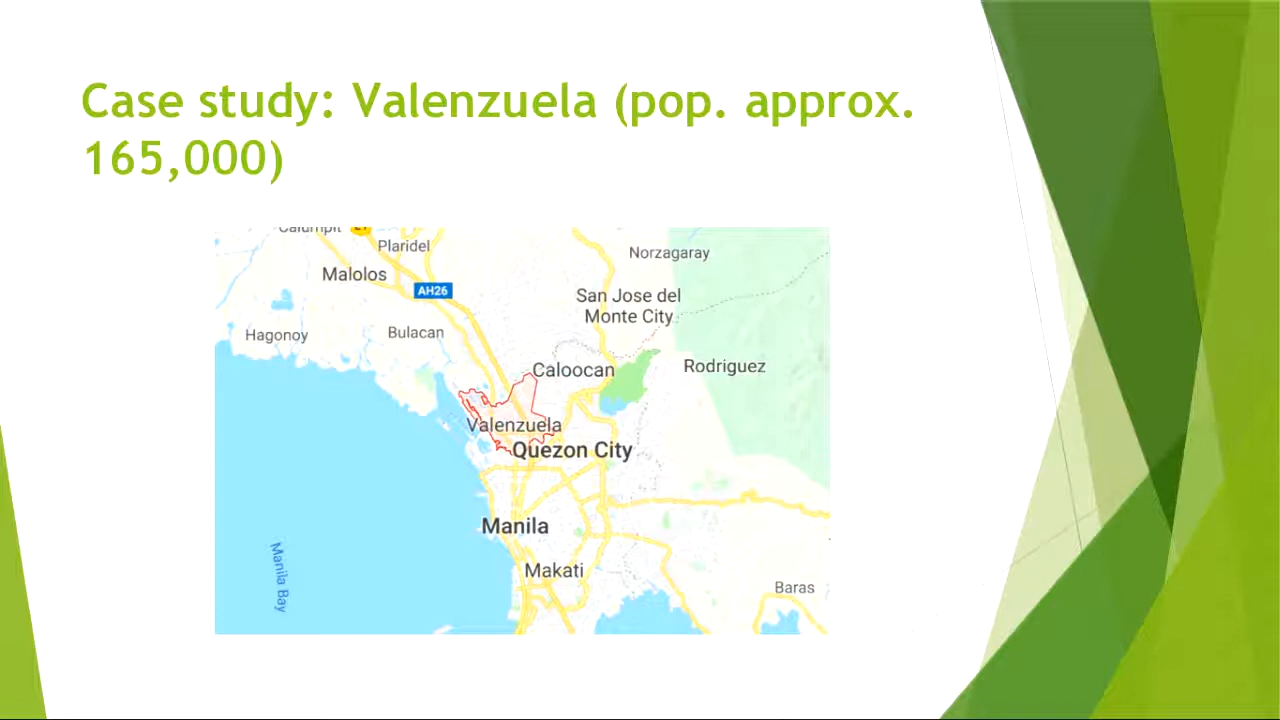 Case study: Valenzuela (pop. approx.
165,000)
Calumpit
Plaridel
Norzagaray
Malolos
AH26
San Jose del
Monte City
Hagonoy
Bulacan
Caloocan
Rodriguez
Valenzuela
Quezon City
Manila
Makati
Manila Bay
Baras